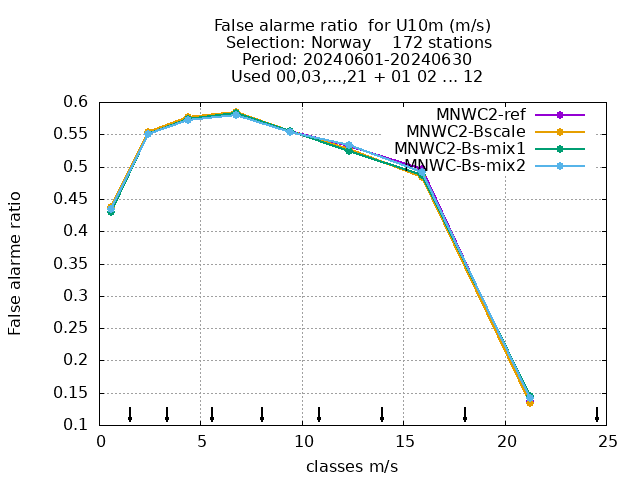 False alarme ratio  for U10m (m/s)
Selection: Norway    172 stations
Period: 20240601-20240630
Used 00,03,...,21 + 01 02 ... 12
MNWC2-ref
MNWC2-Bscale
MNWC2-Bs-mix1
MNWC-Bs-mix2
False alarme ratio
0.6
0.55
0.5
0.45
0.4
0.35
0.3
0.25
0.2
0.15
0.1
0 5 10 15 20 25
classes m/s